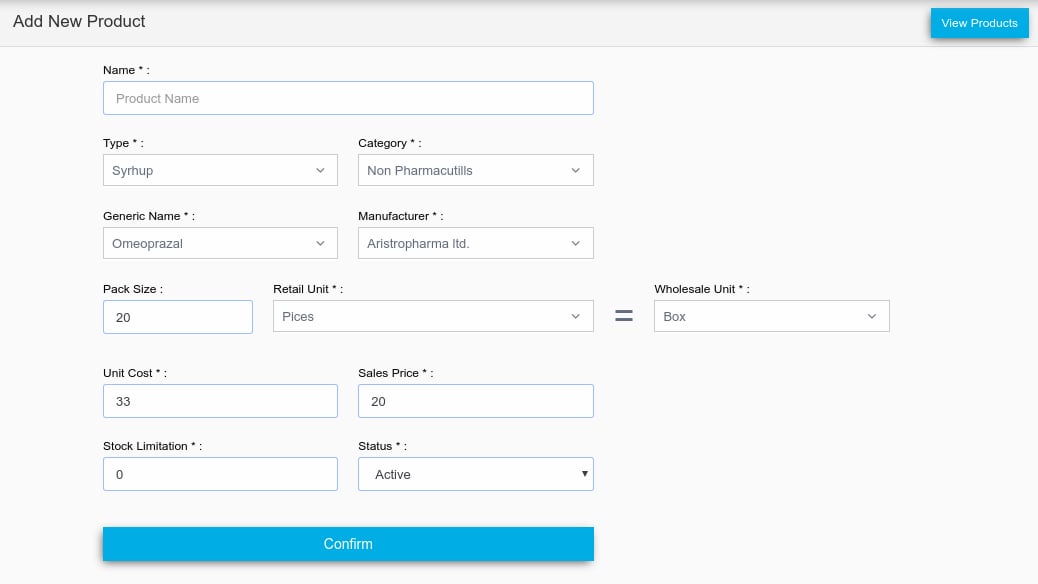 Add New Product
View Products
Name * :
Product Name
Type * :
Category * :
Syrhup
Non Pharmacutills
Generic Name * :
Manufacturer * :
Omeoprazal
Aristropharma ltd.
Pack Size :
Retail Unit * :
Wholesale Unit * :
20
Pices
=
Box
Unit Cost * :
Sales Price * :
33
20
Stock Limitation * :
Status * :
0
Active
Confirm